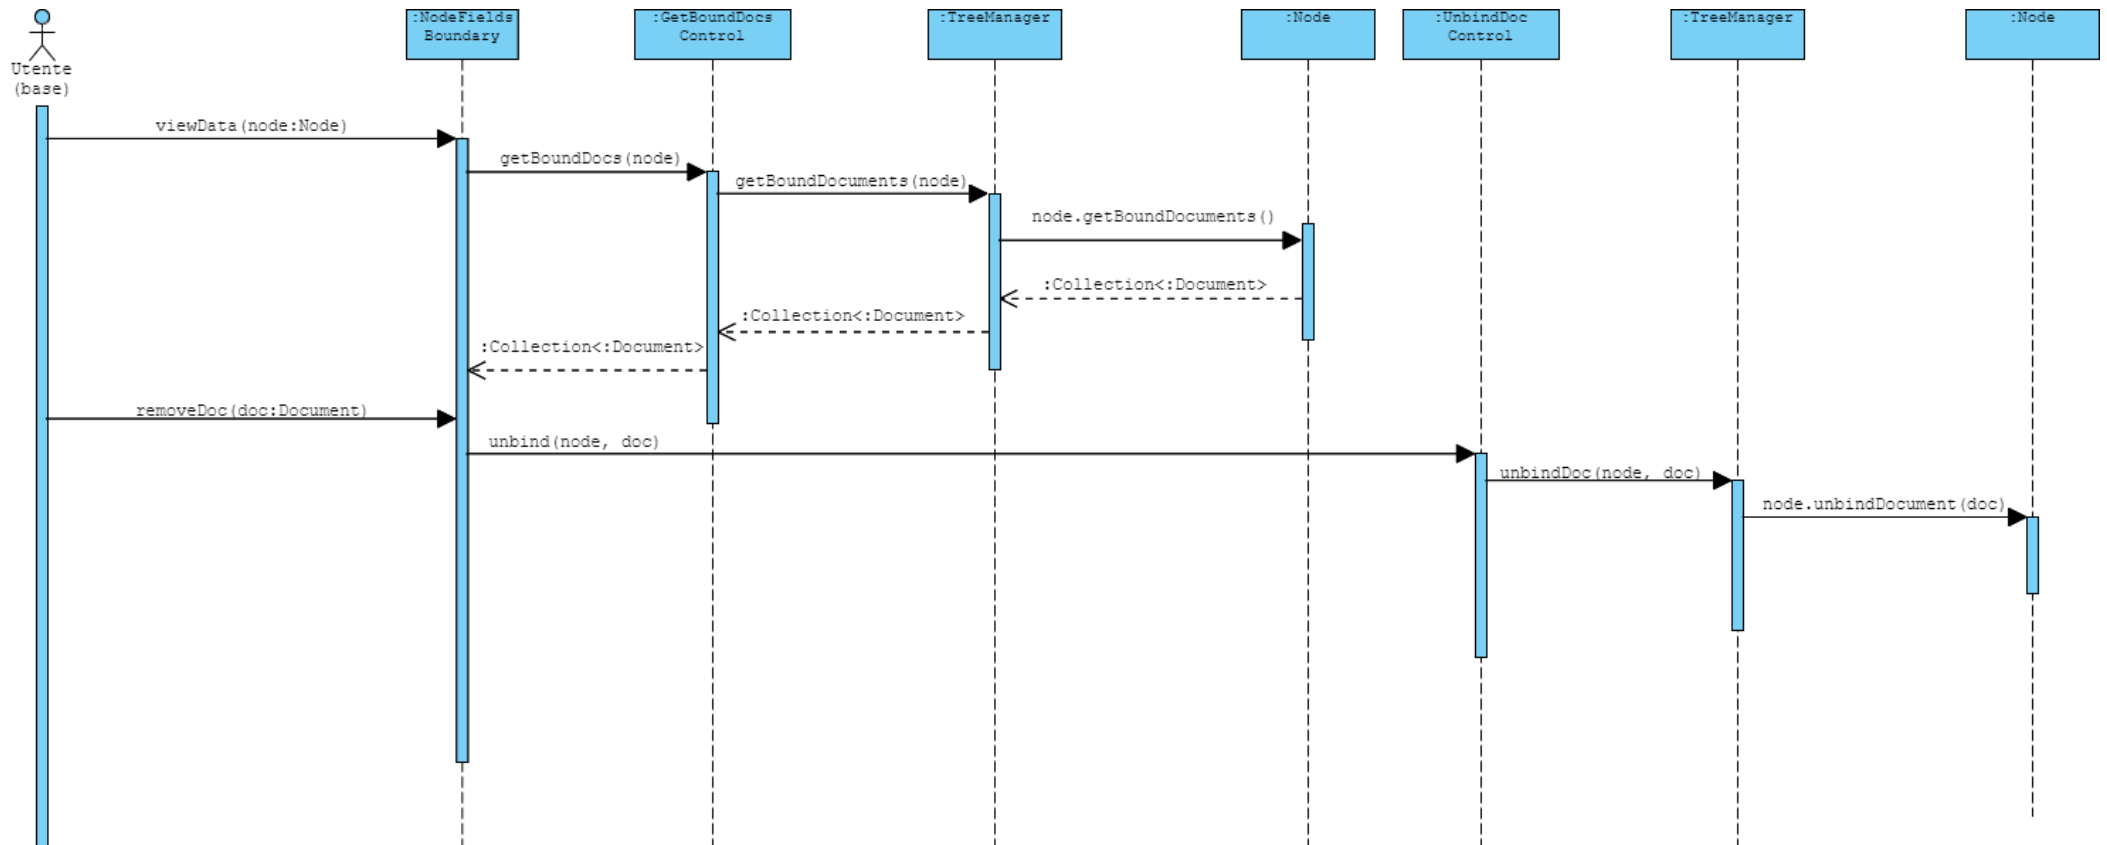 Utente
(base)
:NodeFields
Boundary
:GetBoundDocs
Control
:TreeManager
:Node
:UnbindDoc
Control
:TreeManager
:Node
viewData(node:Node)
getBoundDocs(node)
getBoundDocuments(node)
node.getBoundDocuments()
:Collection<:Document>
:Collection<:Document>
:Collection<:Document>
removeDoc(doc:Document)
unbind(node, doc)
unbindDoc(node, doc)
node.unbindDocument(doc)